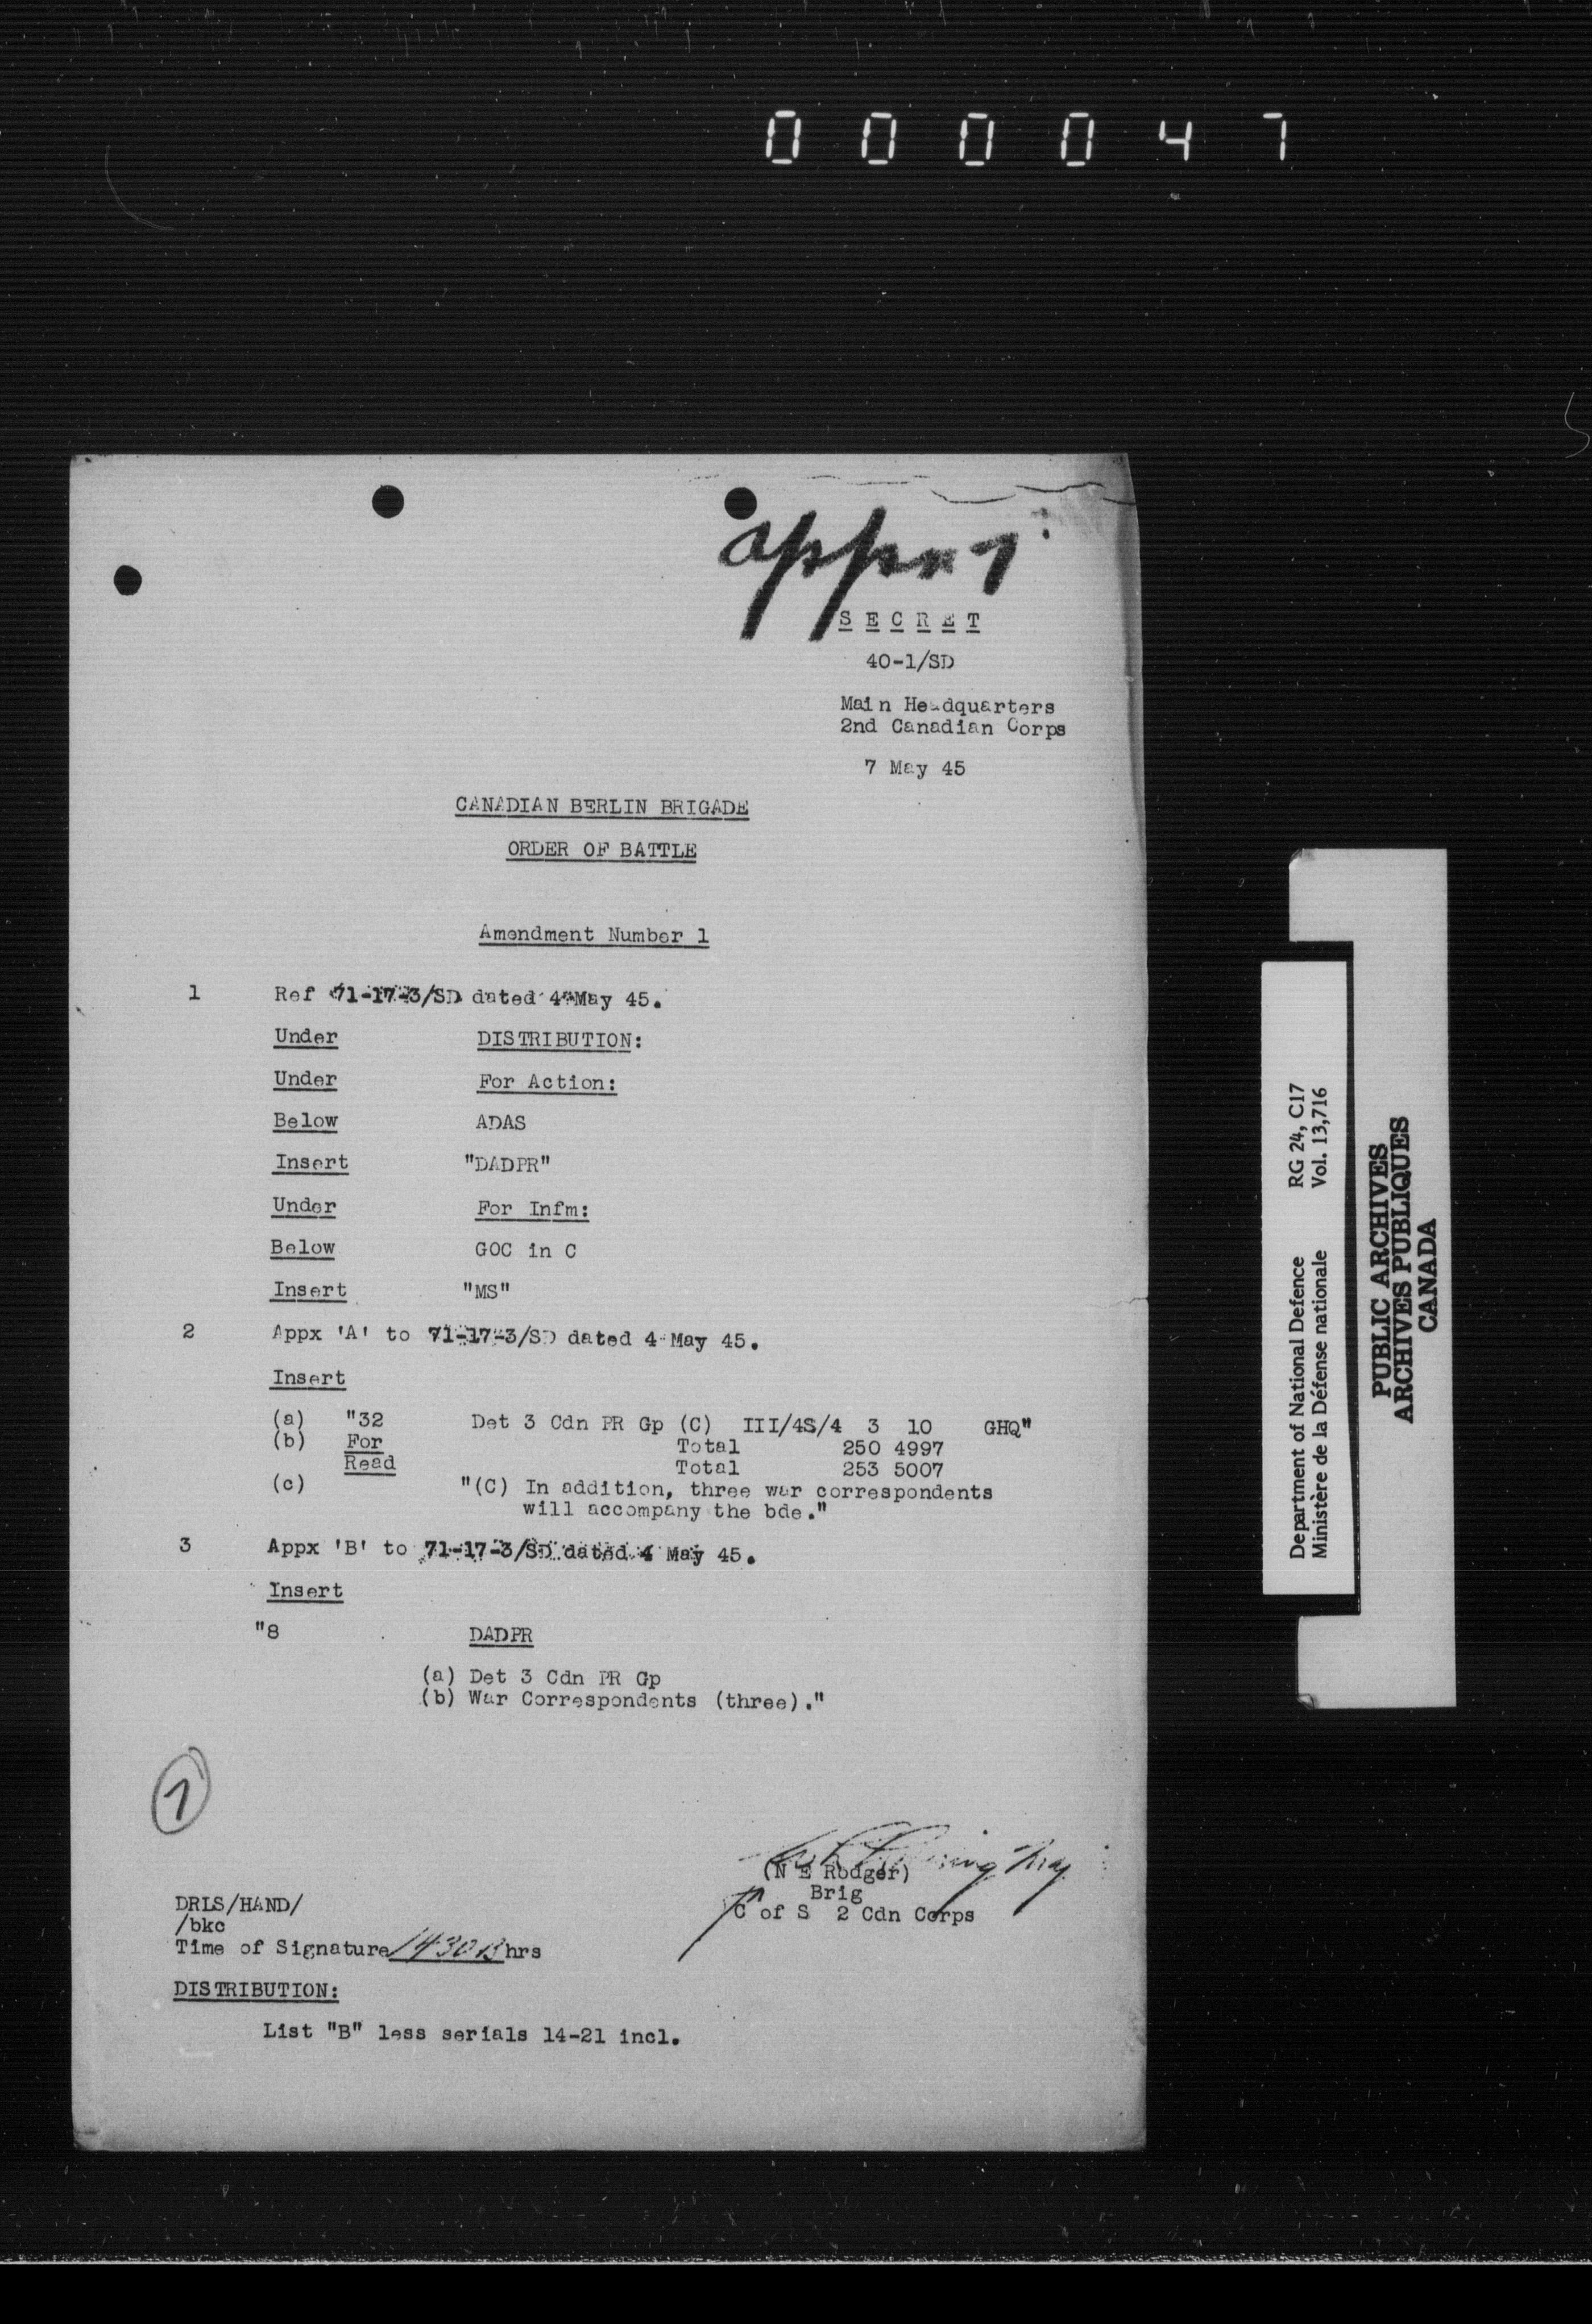 000047
Appx 1
SECRET
40-1/SD
Main Headquarters
2nd Canadian Corps
7 May 45
CANADIAN BERLIN BRIGADE
ORDER OF BATTLE
Amendment Number 1
1 Ref 71-17-3/SD dated 4 May 45.
Under DISTRIBUTION:
Under For Action:
Below ADAS
Insert "DADPR"
Under For Infm:
Below GOC in C
Insert "MS"
2 Appx 'A' to 71-17-3/SD dated 4 May 45.
Insert
(a) "32 Det 3 Cdn PR Gp (C) III/4S/4 3 10 GHQ"
(b) For Total 250 4997
Read Total 253 5007
(c) "(C) In addition, three war correspondents
will accompany the bde."
3 Appx 'B' to 71-17-3/SD dated 4 May 45.
Insert
"8 DADPR
(a) Det 3 Cdn PR Gp
(b) War Correspondents (three)."
1
(N E Rodger)
Brig
C of S 2 Cdn Corps
DRLS/HAND/
/bkc
Time of Signature 1430B hrs
DISTRIBUTION:
List "B" less serials 14-21 incl.
Department of National Defence RG 24, C17
Ministère de la Défense nationale Vol. 13,716
PUBLIC ARCHIVES
ARCHIVES PUBLIQUES
CANADA